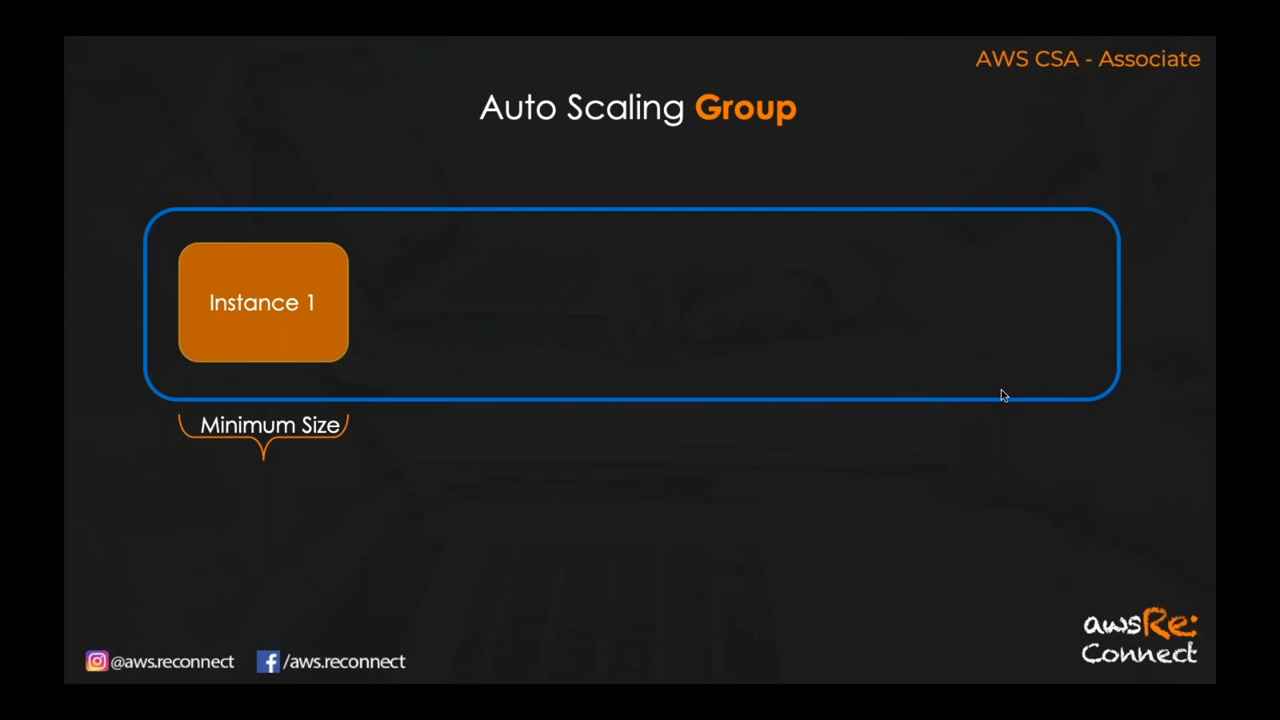 AWS CSA - Associate
Auto Scaling Group
Instance 1
Minimum Size
awsRe:
Connect
@aws.reconnect
/aws.reconnect